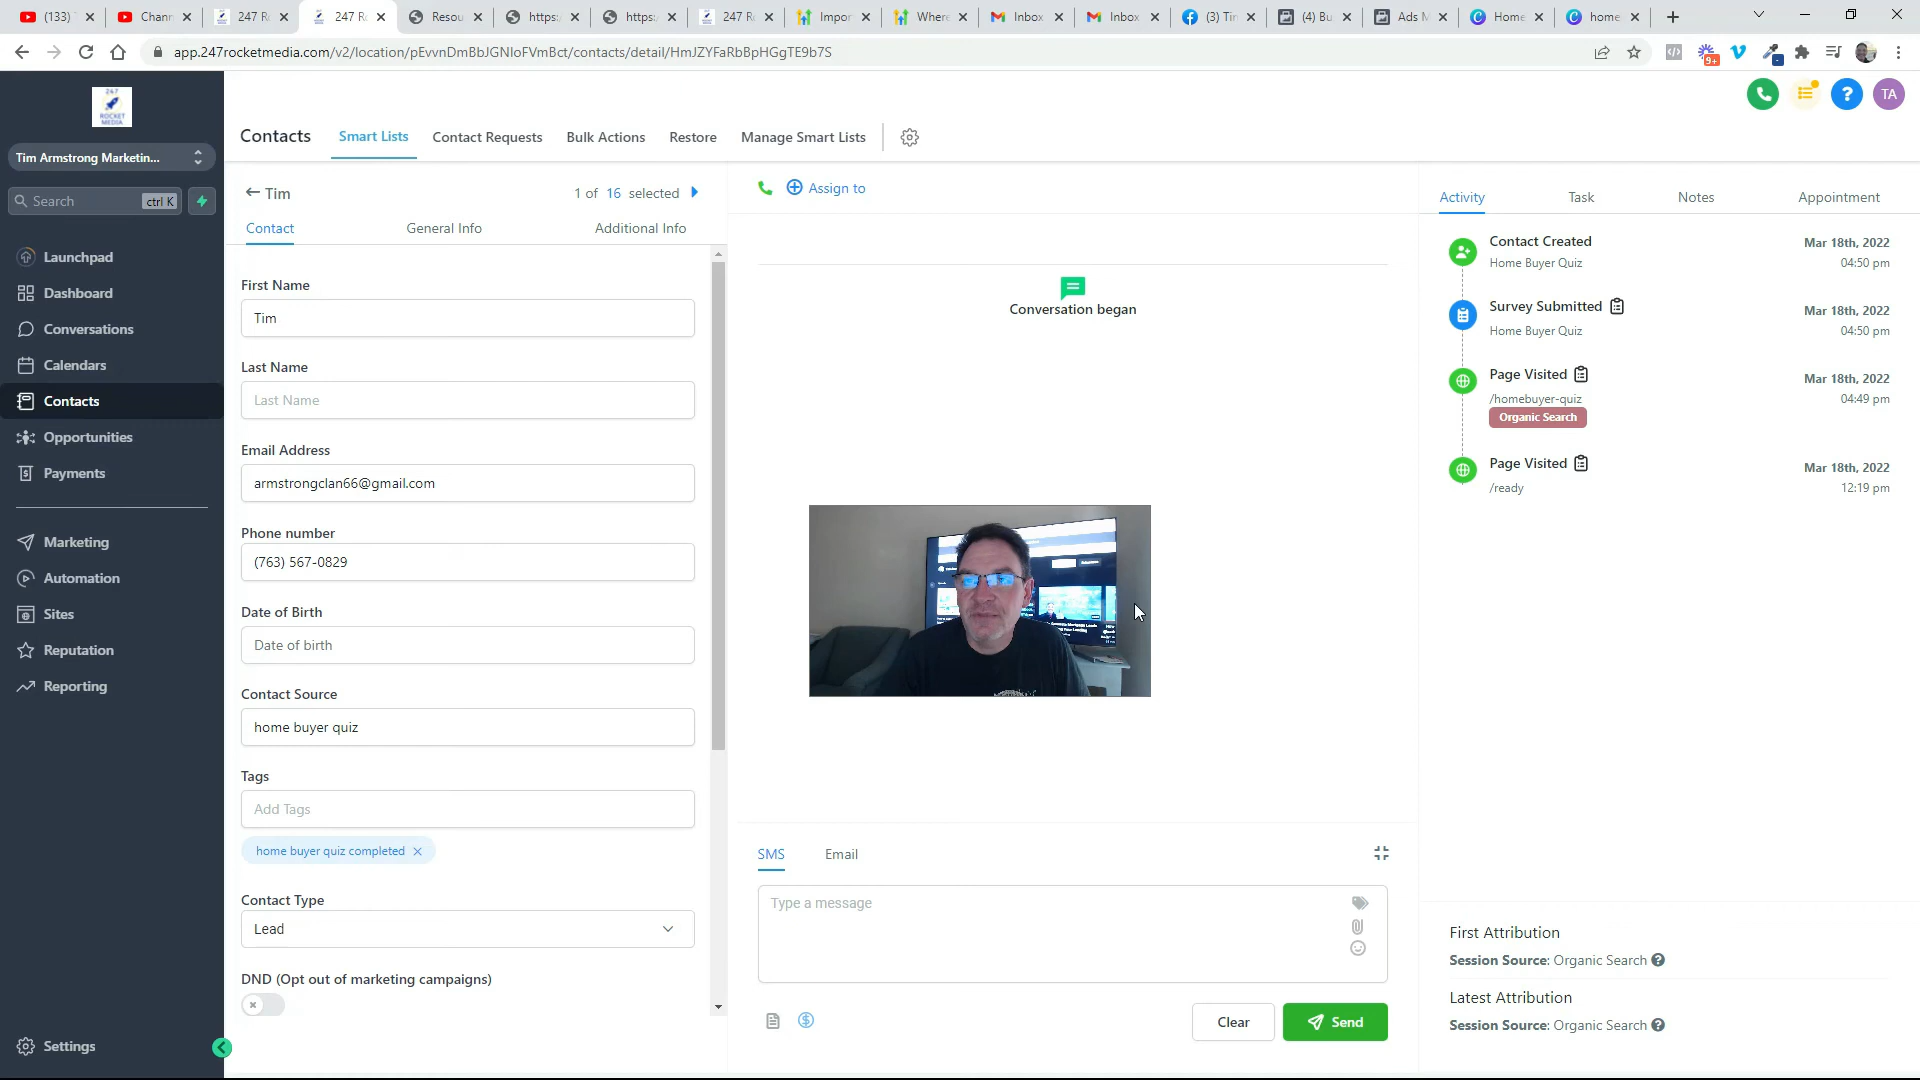 (133)
Chann
247 R
247 R
Resou
https:
https:
247 R
Impor
Where
Inbox
Inbox
(3) Tin
(4) Bu
Ads M
Home
home
app.247rocketmedia.com/v2/location/pEvvnDmBbJGNIoFVmBct/contacts/detail/HmJZYFaRbBpHGgTE9b7S
9+
247
ROCKET
MEDIA
TA
Tim Armstrong Marketin...
Search
ctrl K
Launchpad
Dashboard
Conversations
Calendars
Contacts
Opportunities
Payments
Marketing
Automation
Sites
Reputation
Reporting
Settings
Contacts
Smart Lists
Contact Requests
Bulk Actions
Restore
Manage Smart Lists
Tim
1 of 16 selected
Contact
General Info
Additional Info
First Name
Tim
Last Name
Last Name
Email Address
armstrongclan66@gmail.com
Phone number
(763) 567-0829
Date of Birth
Date of birth
Contact Source
home buyer quiz
Tags
Add Tags
home buyer quiz completed
Contact Type
Lead
DND (Opt out of marketing campaigns)
Assign to
Conversation began
SMS
Email
Type a message
Clear
Send
Activity
Task
Notes
Appointment
Contact Created
Mar 18th, 2022
Home Buyer Quiz
04:50 pm
Survey Submitted
Mar 18th, 2022
Home Buyer Quiz
04:50 pm
Page Visited
Mar 18th, 2022
/homebuyer-quiz
04:49 pm
Organic Search
Page Visited
Mar 18th, 2022
/ready
12:19 pm
First Attribution
Session Source: Organic Search
Latest Attribution
Session Source: Organic Search